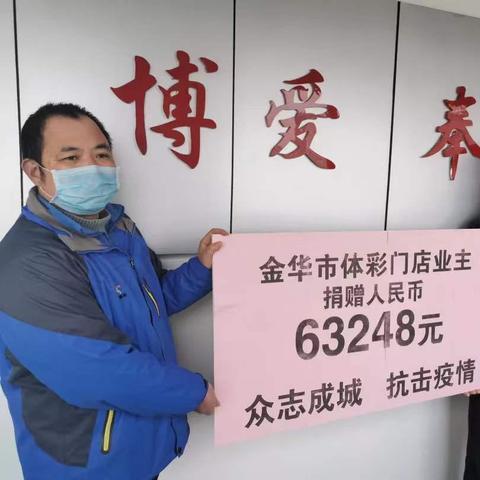 博爱奉
金华市体彩门店业主
捐赠人民币
63248元
众志成城 抗击疫情